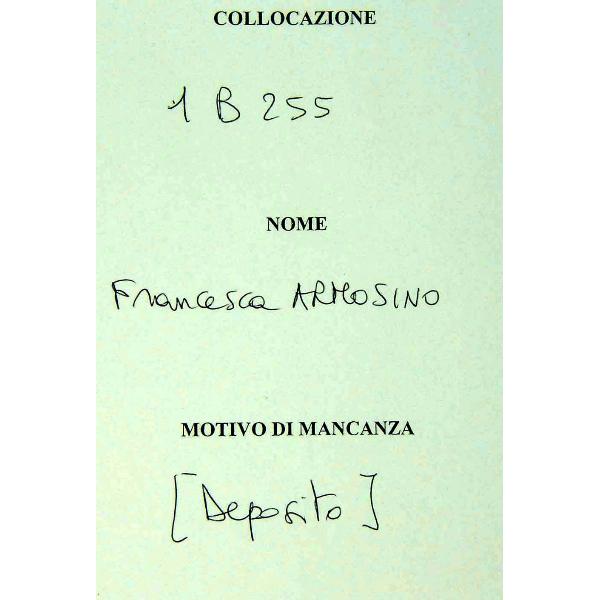 COLLOCAZIONE
1 B 255
NOME
Francesca ARMOSINO
MOTIVO DI MANCANZA
[Deposito]